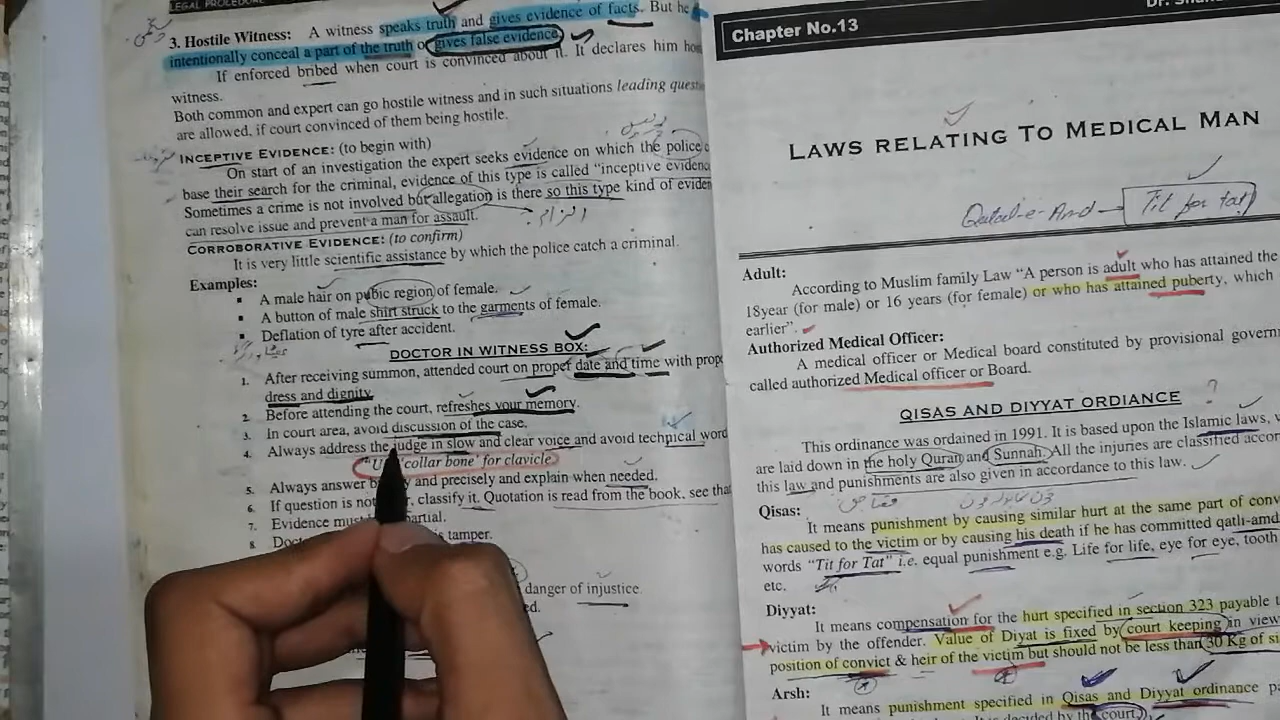 LEGAL PROCEDURE
3. Hostile Witness: A witness speaks truth and gives evidence of facts. But he
intentionally conceal a part of the truth or gives false evidence. It declares him
If enforced bribed when court is convinced about it.
witness.
Both common and expert can go hostile witness and in such situations leading
are allowed, if court convinced of them being hostile.
INCEPTIVE EVIDENCE: (to begin with)
On start of an investigation the expert seeks evidence on which the police
base their search for the criminal, evidence of this type is called "inceptive
Sometimes a crime is not involved but allegation is there so this type kind of
can resolve issue and prevent a man for assault.
الزام
CORROBORATIVE EVIDENCE: (to confirm)
It is very little scientific assistance by which the police catch a criminal.
Examples:
▪ A male hair on pubic region of female.
▪ A button of male shirt struck to the garments of female.
▪ Deflation of tyre after accident.
DOCTOR IN WITNESS BOX:
1. After receiving summon, attended court on proper date and time with
dress and dignity
2. Before attending the court, refreshes your memory.
3. In court area, avoid discussion of the case.
4. Always address the judge in slow and clear voice and avoid technical word
'collar bone' for clavicle
5. Always answer and precisely and explain when needed.
6. If question is classify it. Quotation is read from the book, see that
7. Evidence
8. tamper.
danger of injustice.
Chapter No.13
Dr.
LAWS RELATING TO MEDICAL MAN
Qatal-e-Amd → Tit for tat
Adult:
According to Muslim family Law "A person is adult who has attained the
18year (for male) or 16 years (for female) or who has attained puberty, which
earlier".
Authorized Medical Officer:
A medical officer or Medical board constituted by provisional
called authorized Medical officer or Board.
QISAS AND DIYYAT ORDIANCE ?
This ordinance was ordained in 1991. It is based upon the Islamic laws,
are laid down in the holy Quran and Sunnah. All the injuries are classified
this law and punishments are also given in accordance to this law.
Qisas:
It means punishment by causing similar hurt at the same part of
has caused to the victim or by causing his death if he has committed qatli-amd
words "Tit for Tat" i.e. equal punishment e.g. Life for life, eye for eye, tooth
etc.
Diyyat:
It means compensation for the hurt specified in section 323 payable
victim by the offender. Value of Diyat is fixed by court keeping in view
position of convict & heir of the victim but should not be less than 30 Kg of
Arsh:
It means punishment specified in Qisas and Diyyat ordinance
is decided by the court